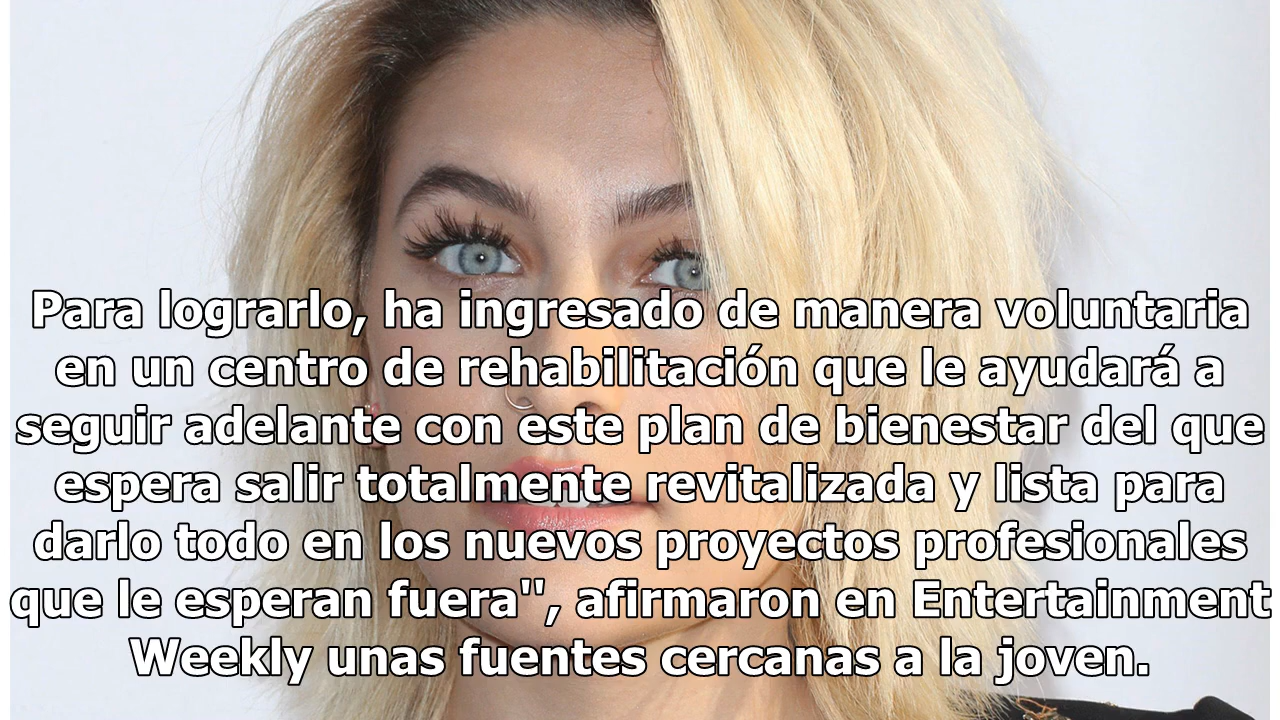 Para lograrlo, ha ingresado de manera voluntaria
en un centro de rehabilitación que le ayudará a
seguir adelante con este plan de bienestar del que
espera salir totalmente revitalizada y lista para
darlo todo en los nuevos proyectos profesionales
que le esperan fuera'', afirmaron en Entertainment
Weekly unas fuentes cercanas a la joven.